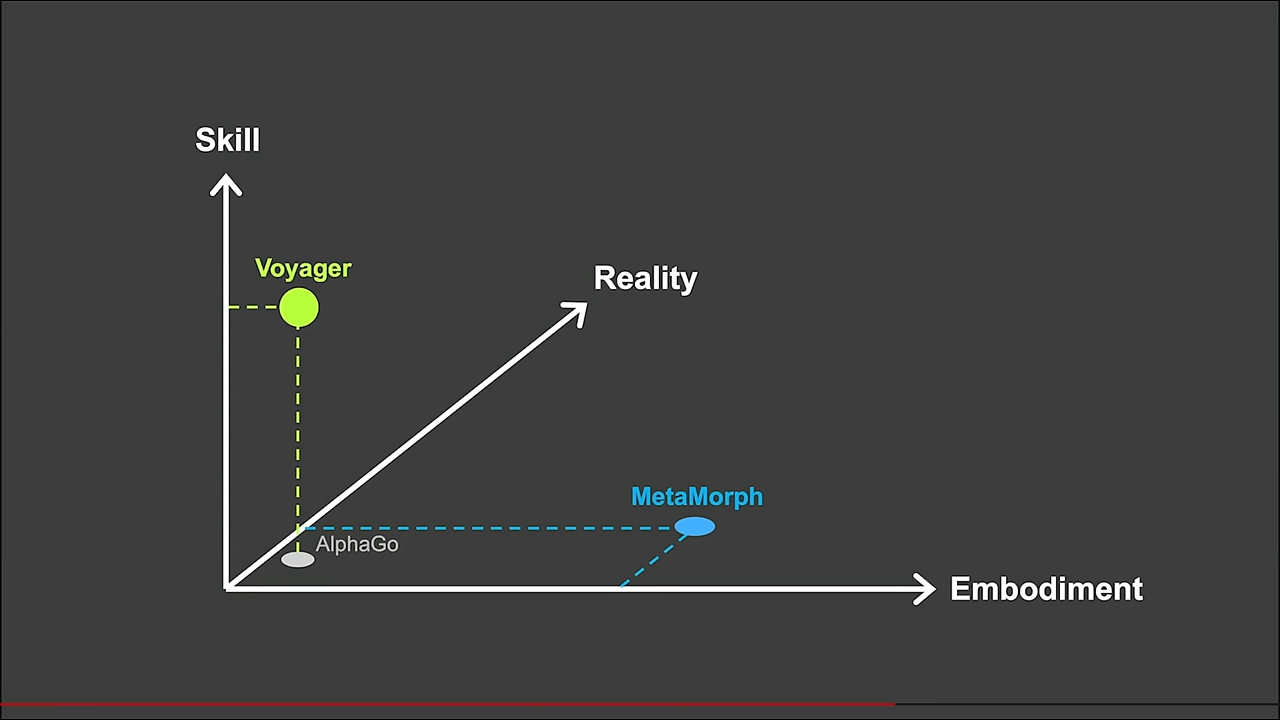 Skill
Voyager
Reality
MetaMorph
AlphaGo
Embodiment